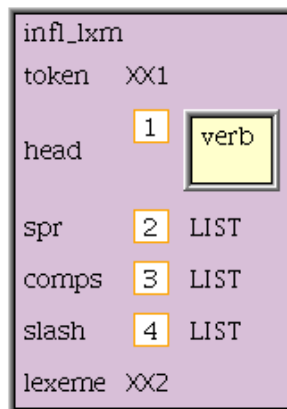 infl_lxm
token XX1
head 1 verb
spr 2 LIST
comps 3 LIST
slash 4 LIST
lexeme XX2